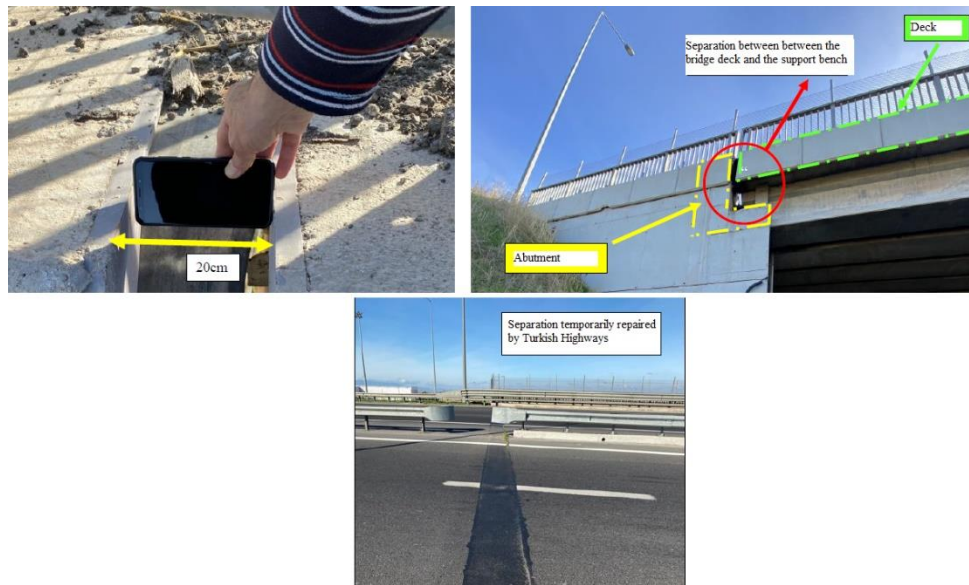 20cm
Separation between between the
bridge deck and the support bench
Deck
Abutment
Separation temporarily repaired
by Turkish Highways